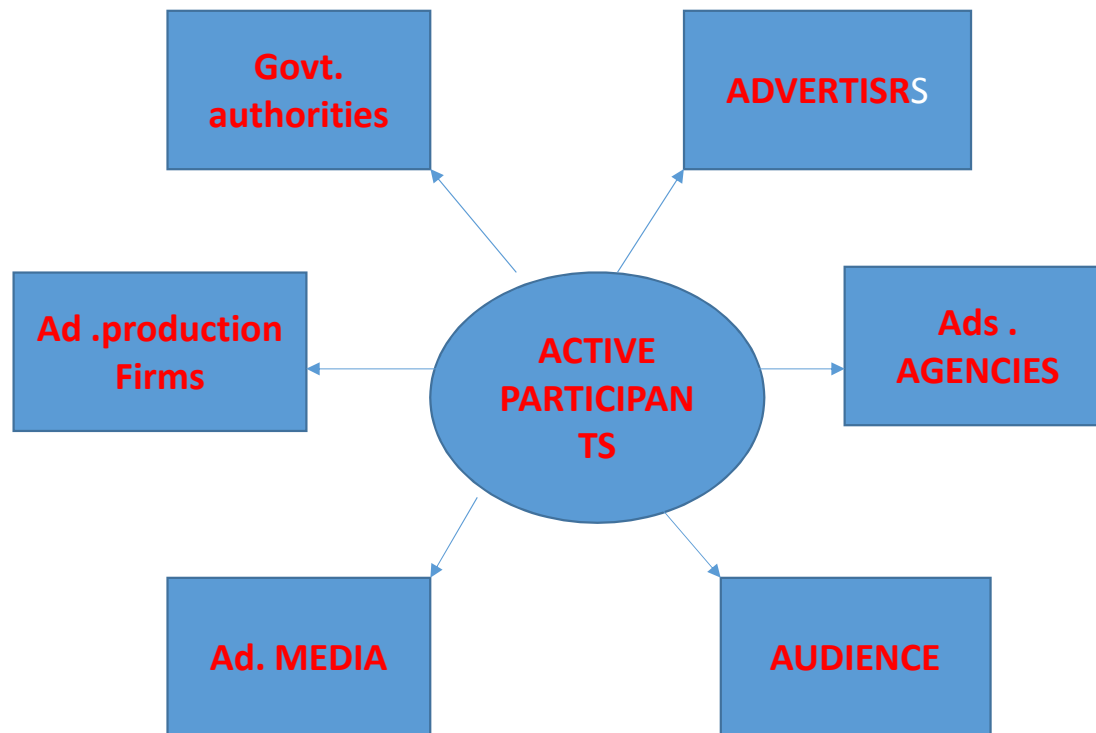 Govt.
authorities
ADVERTISRS
Ad .production
Firms
ACTIVE
PARTICIPAN
TS
Ads .
AGENCIES
Ad. MEDIA
AUDIENCE